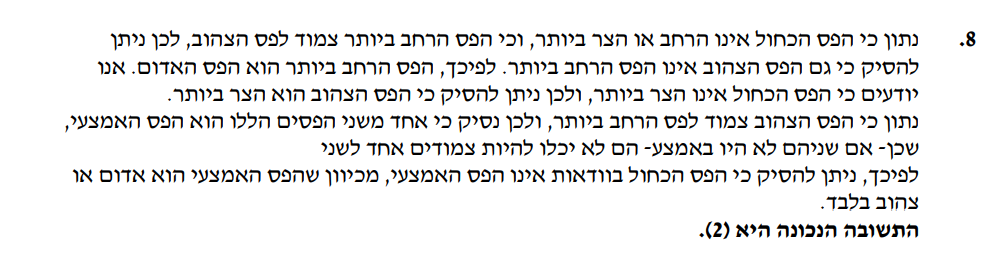 8. נתון כי הפס הכחול אינו הרחב או הצר ביותר, וכי הפס הרחב ביותר צמוד לפס הצהוב, לכן ניתן
להסיק כי גם הפס הצהוב אינו הפס הרחב ביותר. לפיכך, הפס הרחב ביותר הוא הפס האדום. אנו
יודעים כי הפס הכחול אינו הצר ביותר, ולכן ניתן להסיק כי הפס הצהוב הוא הצר ביותר.
נתון כי הפס הצהוב צמוד לפס הרחב ביותר, ולכן נסיק כי אחד משני הפסים הללו הוא הפס האמצעי,
שכן- אם שניהם לא היו באמצע- הם לא יכלו להיות צמודים אחד לשני
לפיכך, ניתן להסיק כי הפס הכחול בוודאות אינו הפס האמצעי, מכיוון שהפס האמצעי הוא אדום או
צהוב בלבד.
התשובה הנכונה היא (2).